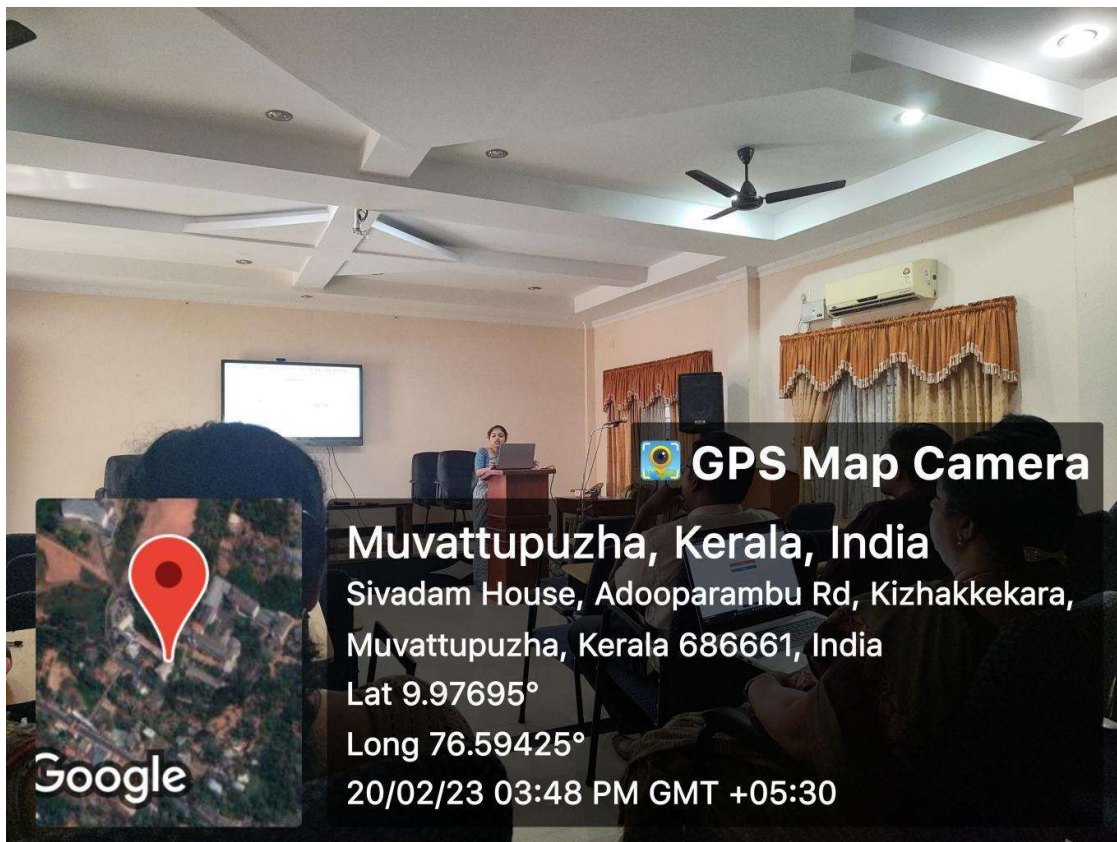 GPS Map Camera
Muvattupuzha, Kerala, India
Sivadam House, Adooparambu Rd, Kizhakkekara,
Muvattupuzha, Kerala 686661, India
Lat 9.97695°
Long 76.59425°
20/02/23 03:48 PM GMT +05:30
Google